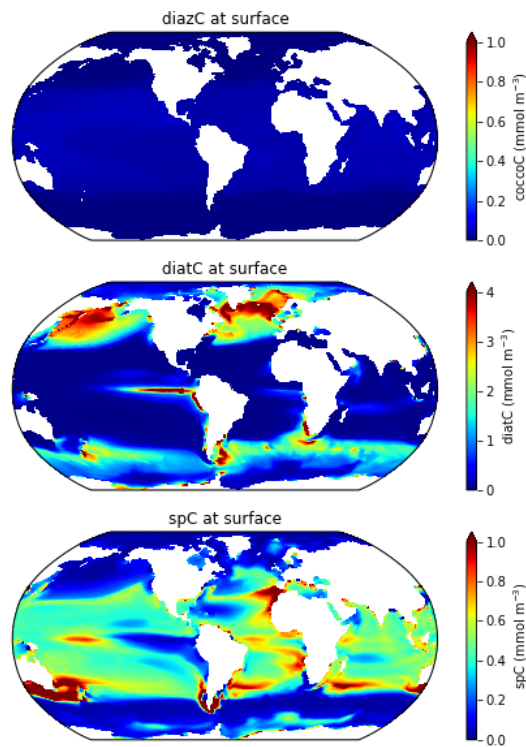 diazC at surface
1.0
0.8
0.6
0.4
0.2
0.0
coccoC (mmol m⁻³)
diatC at surface
4
3
2
1
0
diatC (mmol m⁻³)
spC at surface
1.0
0.8
0.6
0.4
0.2
0.0
spC (mmol m⁻³)